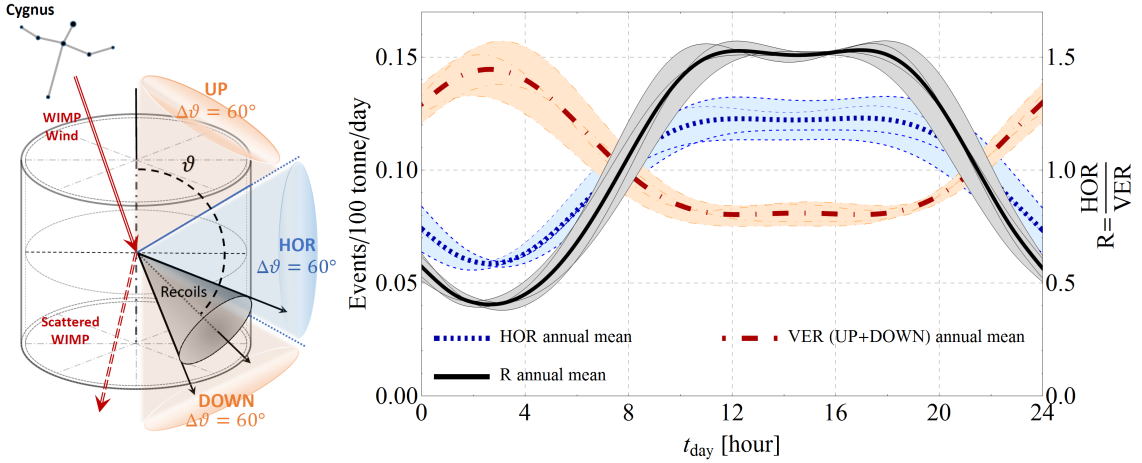 Cygnus
WIMP
Wind
UP
Δϑ = 60°
ϑ
HOR
Δϑ = 60°
Recoils
Scattered
WIMP
DOWN
Δϑ = 60°
Events/100 tonne/day
0.15
0.10
0.05
0.00
HOR annual mean
VER (UP+DOWN) annual mean
R annual mean
0 4 8 12 16 20 24
t_day [hour]
1.5
1.0
0.5
0.0
R=HOR/VER